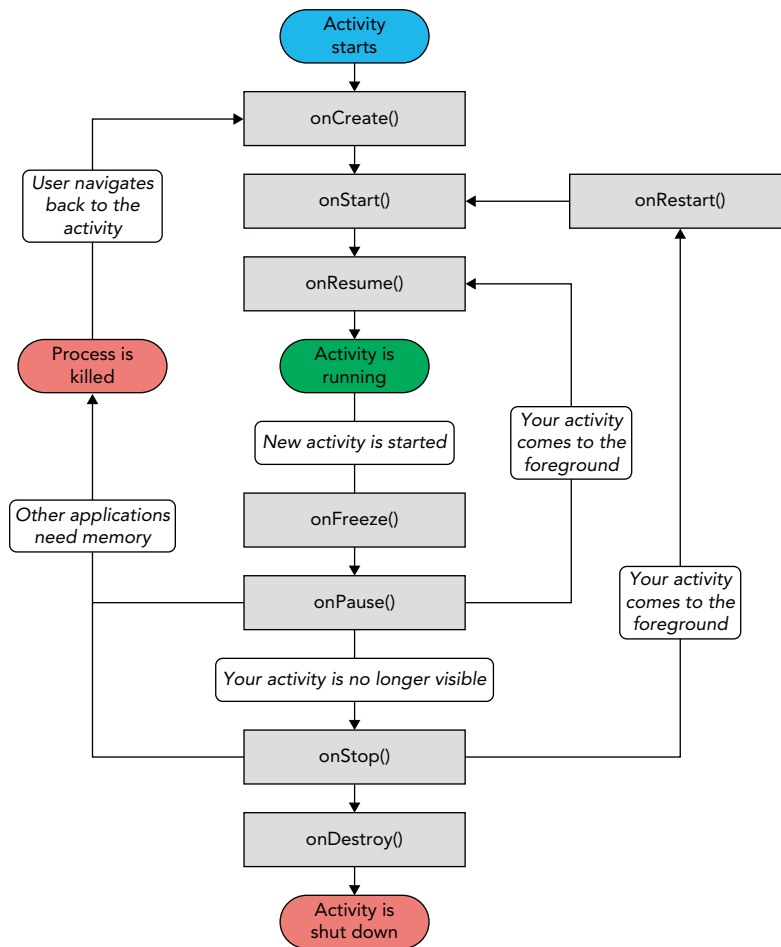 Activity
starts
onCreate()
User navigates
back to the
activity
onStart()
onRestart()
onResume()
Process is
killed
Activity is
running
New activity is started
Your activity
comes to the
foreground
Other applications
need memory
onFreeze()
onPause()
Your activity
comes to the
foreground
Your activity is no longer visible
onStop()
onDestroy()
Activity is
shut down